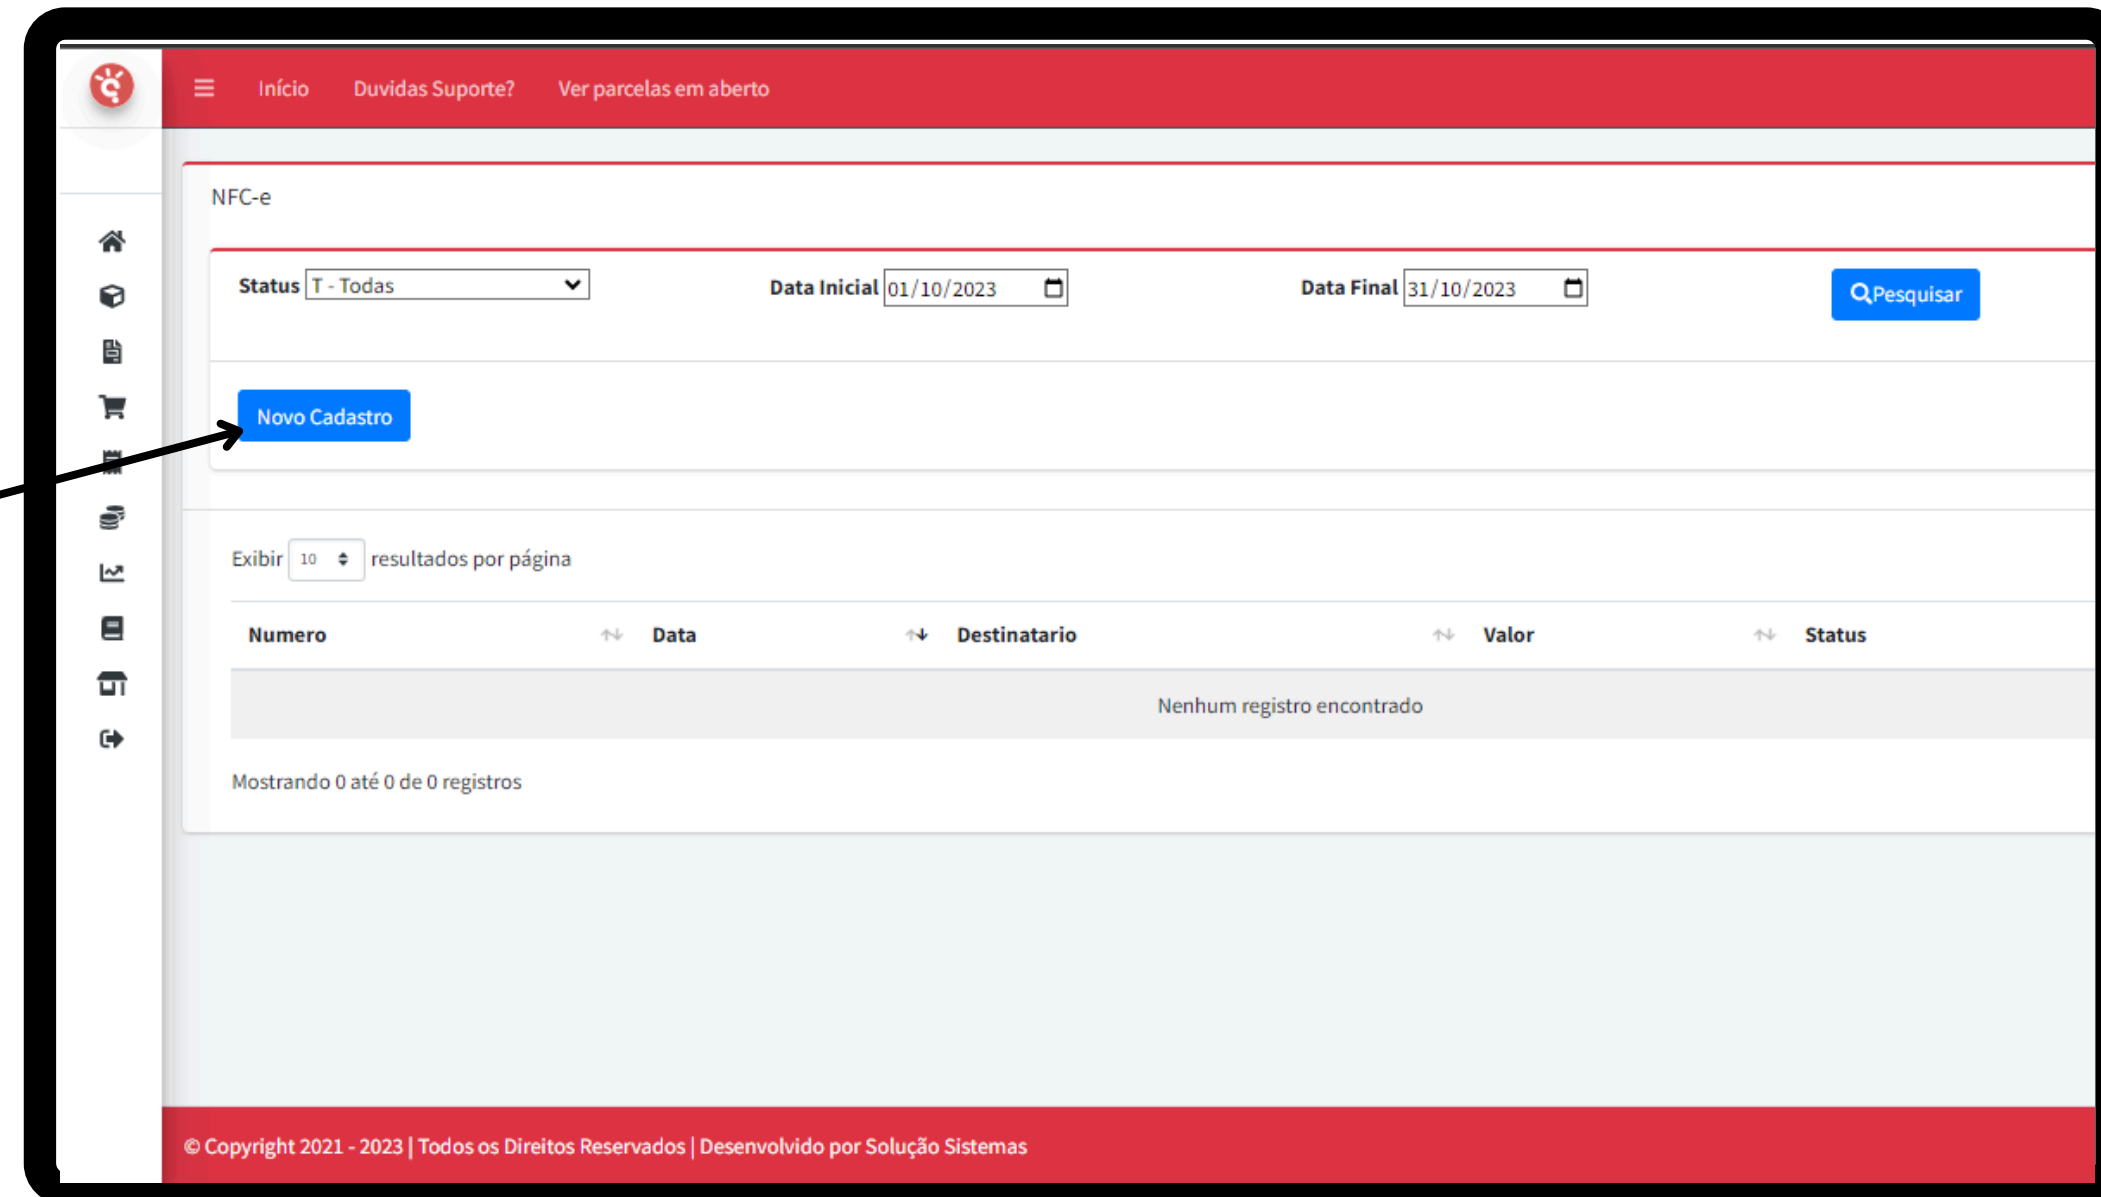 Início Duvidas Suporte? Ver parcelas em aberto
NFC-e
Status T - Todas Data Inicial 01/10/2023 Data Final 31/10/2023 Pesquisar
Novo Cadastro
Exibir 10 resultados por página
Numero Data Destinatario Valor Status
Nenhum registro encontrado
Mostrando 0 até 0 de 0 registros
© Copyright 2021 - 2023 | Todos os Direitos Reservados | Desenvolvido por Solução Sistemas